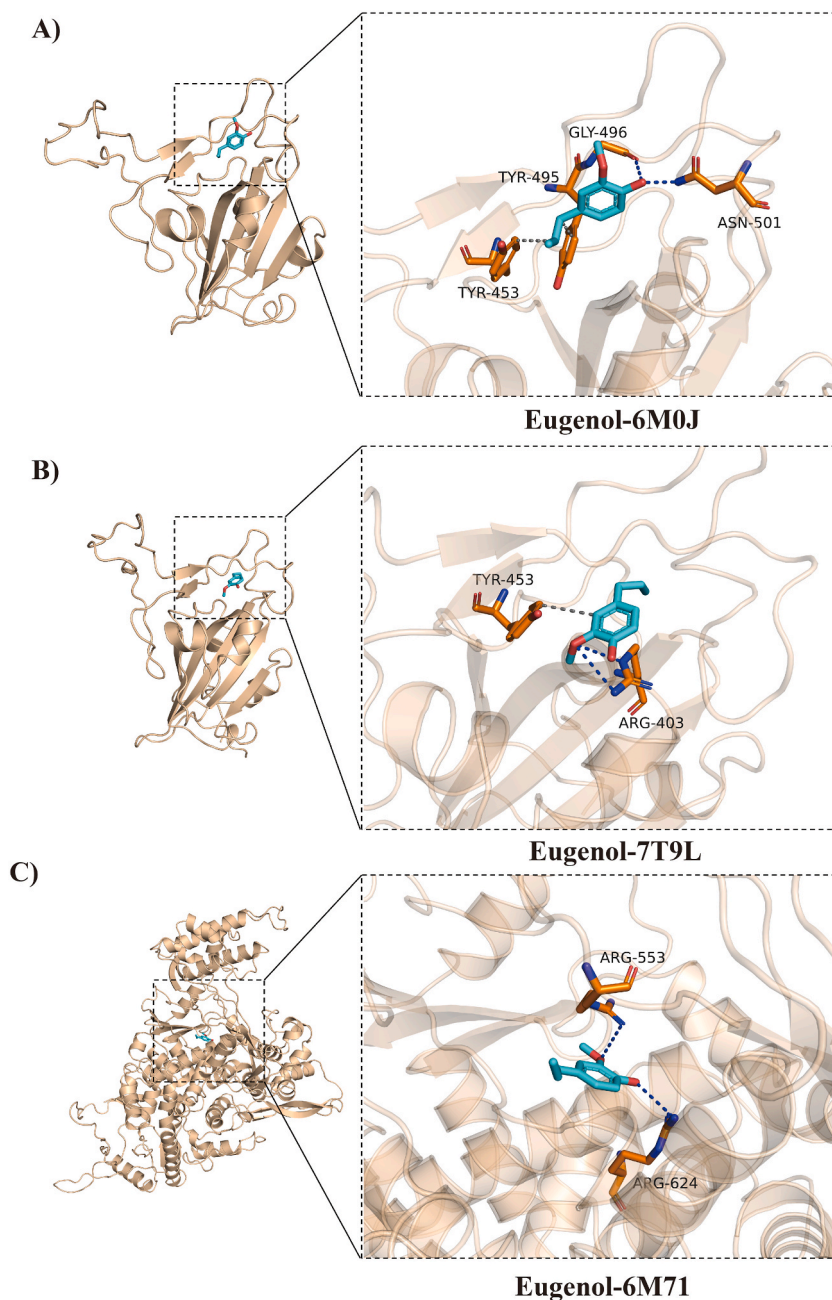 A)
GLY-496
TYR-495
ASN-501
TYR-453
Eugenol-6M0J
B)
TYR-453
ARG-403
Eugenol-7T9L
C)
ARG-553
ARG-624
Eugenol-6M71